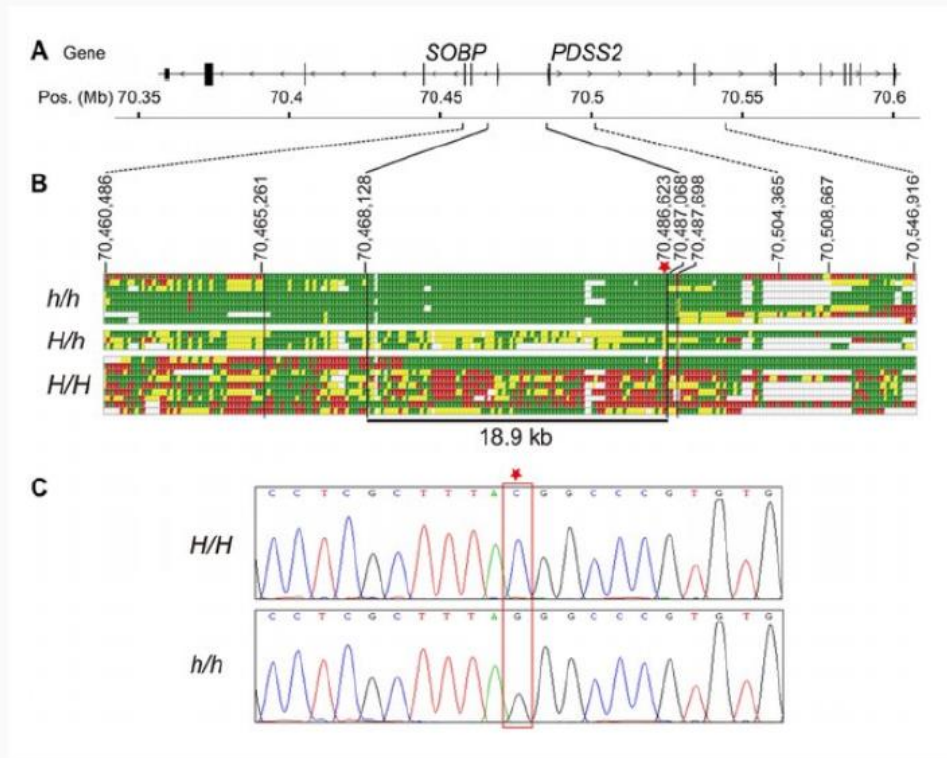 A Gene SOBP PDSS2
Pos. (Mb) 70.35 70.4 70.45 70.5 70.55 70.6
B
70,460,486 70,465,261 70,468,128 70,486,623 70,487,068 70,487,698 70,504,365 70,508,667 70,546,916
h/h
H/h
H/H
18.9 kb
C
C C T C G C T T T A C G G C C C G T G T G
H/H
C C T C G C T T T A G G G C C C G T G T G
h/h